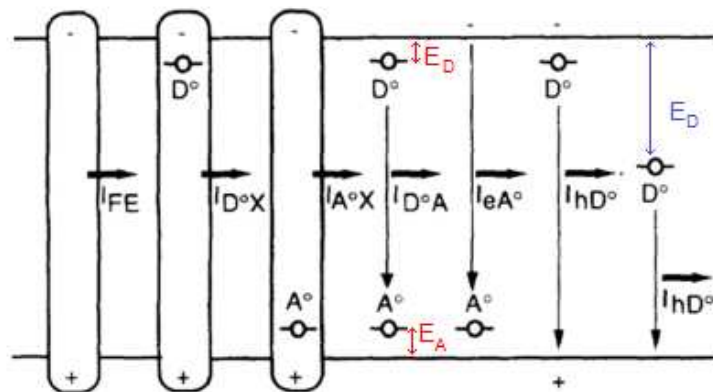 - - - - -
D° D° E_D D° E_D
I_FE I_D°X I_A°X I_D°A I_eA° I_hD° D°
A° A° A° I_hD°
E_A
+ + + +